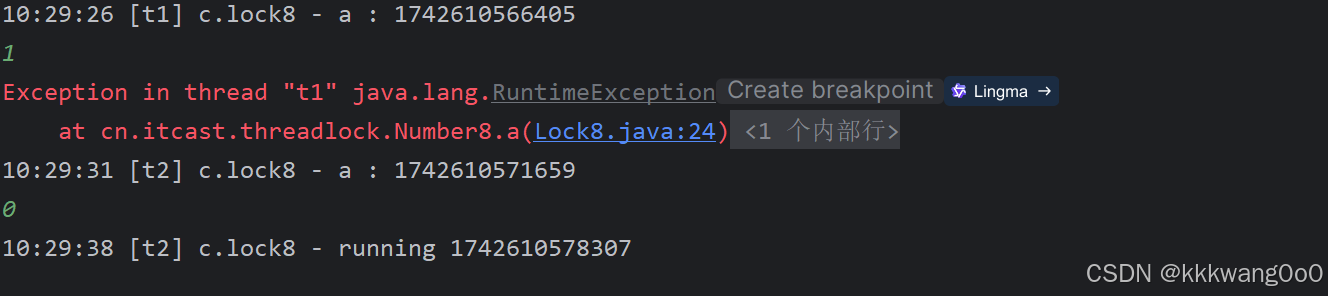 10:29:26 [t1] c.lock8 - a : 1742610566405
1
Exception in thread "t1" java.lang.RuntimeException Create breakpoint Lingma →
at cn.itcast.threadlock.Number8.a(Lock8.java:24) <1 个内部行>
10:29:31 [t2] c.lock8 - a : 1742610571659
0
10:29:38 [t2] c.lock8 - running 1742610578307
CSDN @kkkwang0o0